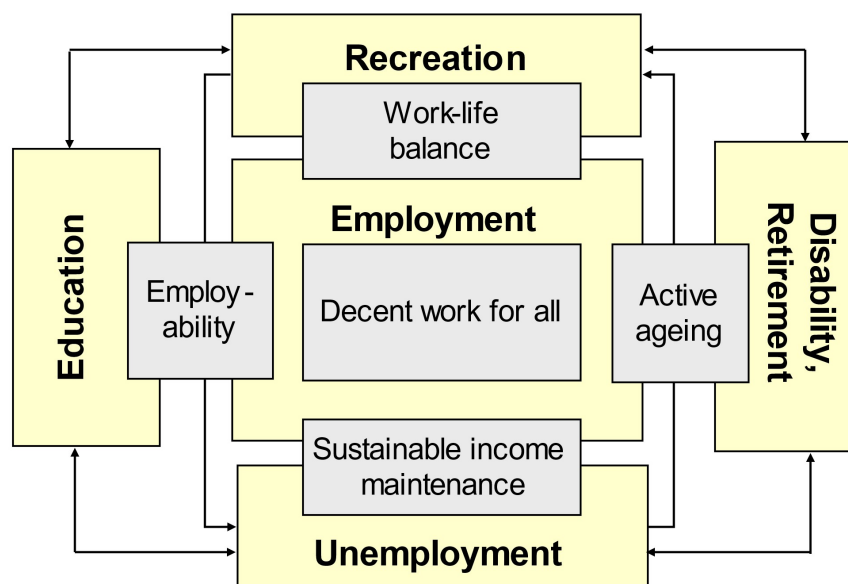 Recreation
Work-life
balance
Education
Employ-
ability
Employment
Decent work for all
Active
ageing
Disability,
Retirement
Sustainable income
maintenance
Unemployment